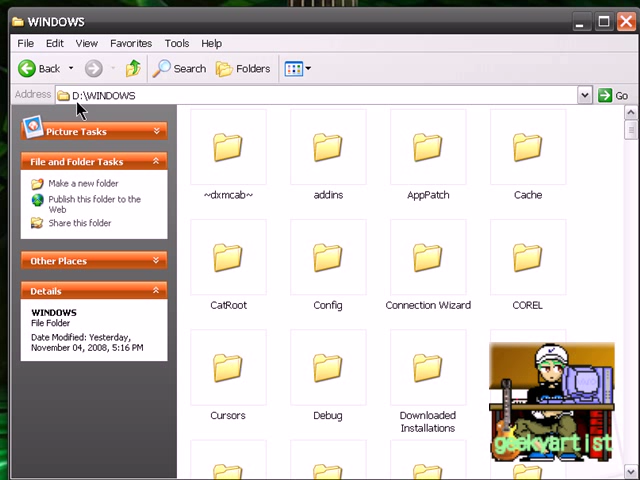 WINDOWS
File Edit View Favorites Tools Help
Back Search Folders
Address D:\WINDOWS Go
Picture Tasks
File and Folder Tasks
Make a new folder
Publish this folder to the
Web
Share this folder
Other Places
Details
WINDOWS
File Folder
Date Modified: Yesterday,
November 04, 2008, 5:16 PM
~dxmcab~ addins AppPatch Cache
CatRoot Config Connection Wizard COREL
Cursors Debug Downloaded
Installations
geekyartist